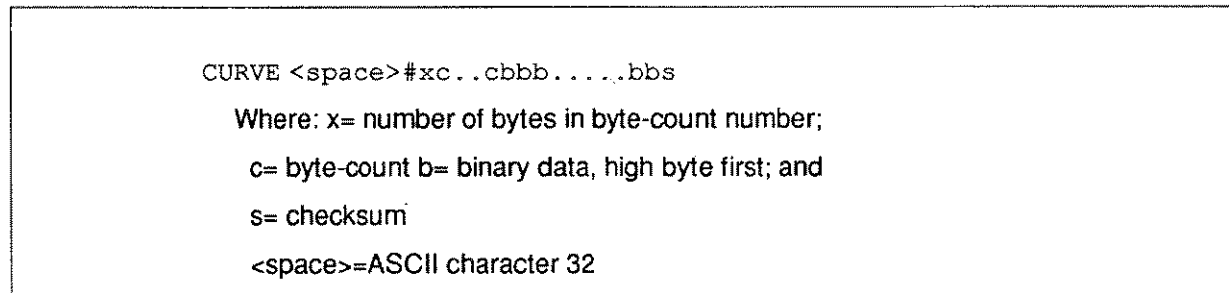 CURVE <space>#xc..cbbb.....bbs
Where: x= number of bytes in byte-count number;
c= byte-count b= binary data, high byte first; and
s= checksum
<space>=ASCII character 32